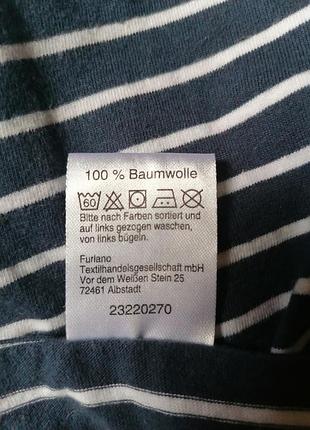 100 % Baumwolle
60
Bitte nach Farben sortiert und
auf links gezogen waschen,
von links bügeln.
Furiano
Textilhandelsgesellschaft mbH
Vor dem Weißen Stein 25
72461 Albstadt
23220270